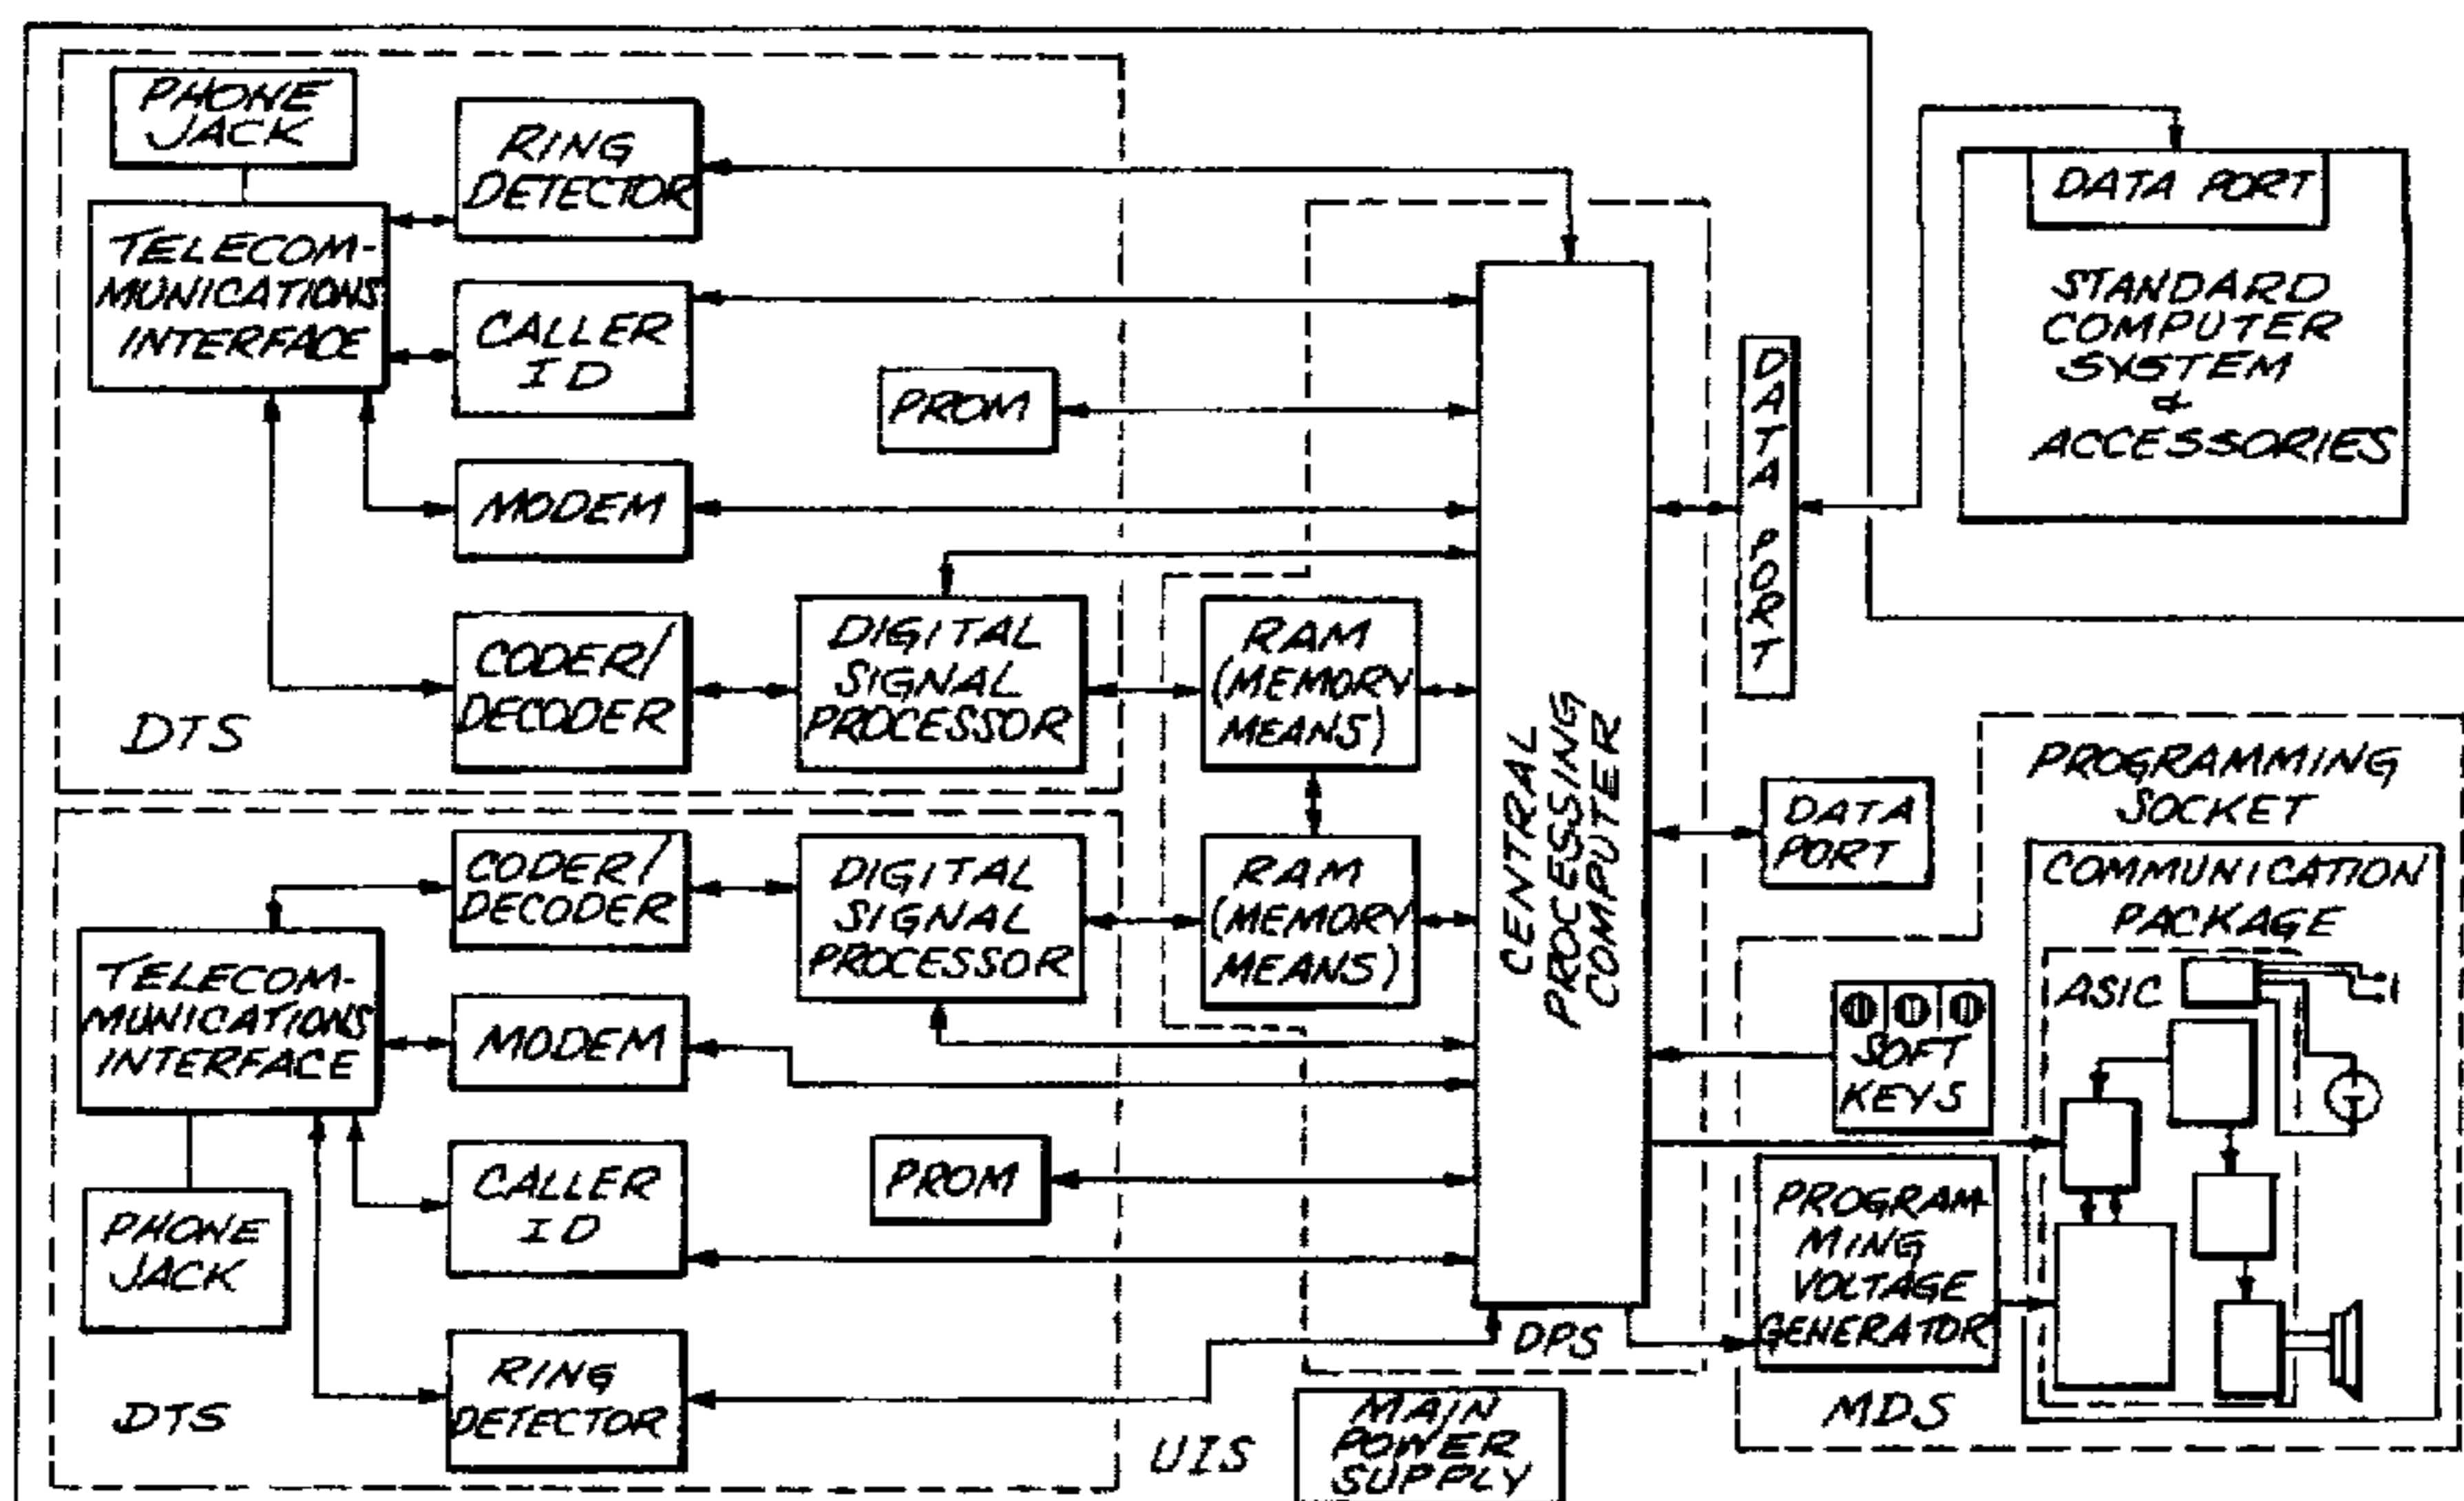 PHONE
JACK
RING
DETECTOR
TELECOM-
MUNICATIONS
INTERFACE
CALLER
ID
PROM
MODEM
CODER/
DECODER
DIGITAL
SIGNAL
PROCESSOR
RAM
(MEMORY
MEANS)
DTS
CENTRAL
PROCESSING
COMPUTER
DATA PORT
DATA PORT
STANDARD
COMPUTER
SYSTEM
&
ACCESSORIES
CODER/
DECODER
DIGITAL
SIGNAL
PROCESSOR
RAM
(MEMORY
MEANS)
TELECOM-
MUNICATIONS
INTERFACE
MODEM
CALLER
ID
PROM
PHONE
JACK
RING
DETECTOR
DTS
UIS
DPS
MAIN
POWER
SUPPLY
DATA
PORT
PROGRAMMING
SOCKET
COMMUNICATION
PACKAGE
ASIC
SOFT
KEYS
PROGRAM-
MING
VOLTAGE
GENERATOR
MDS